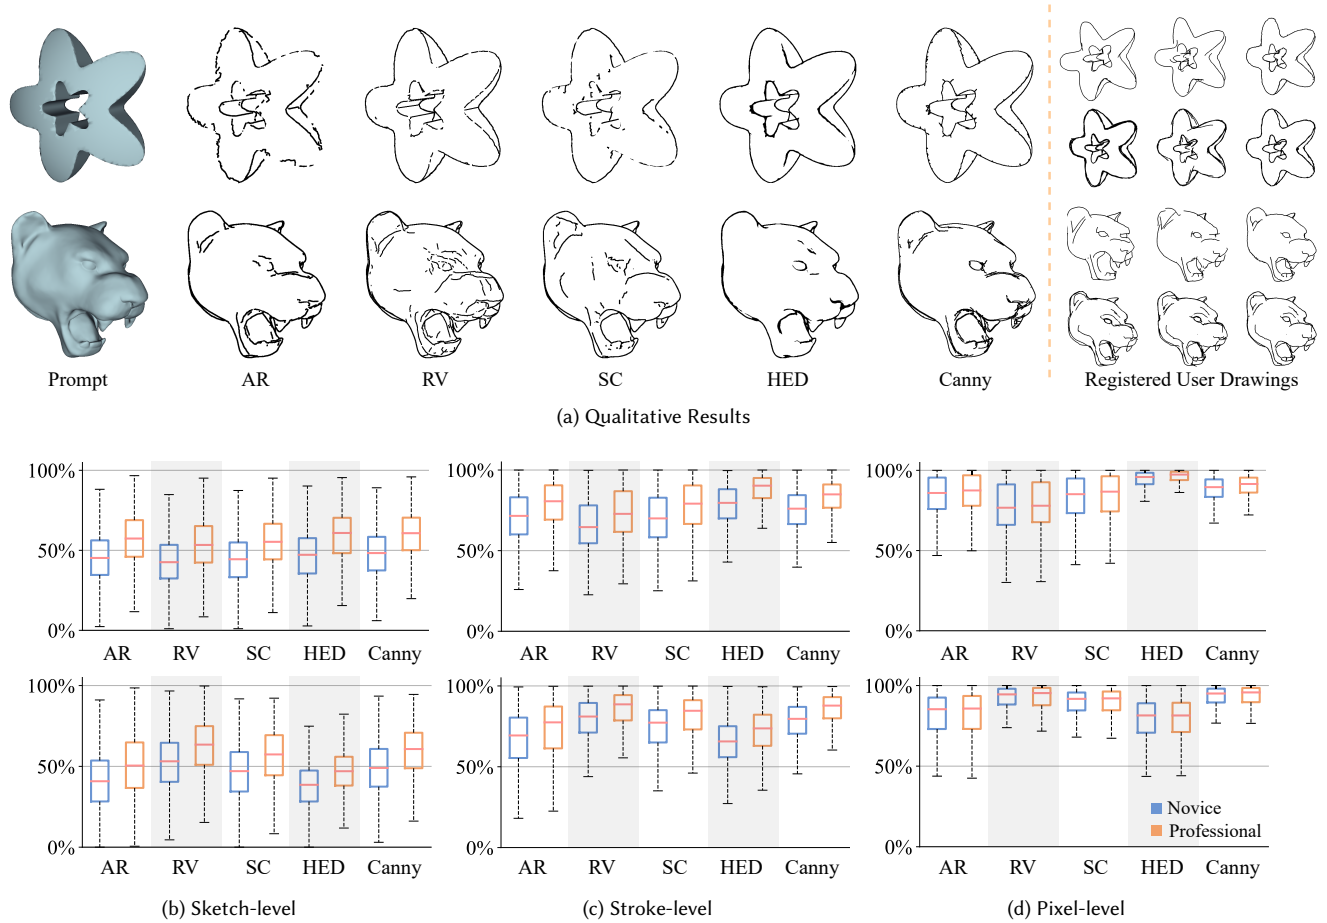 Prompt AR RV SC HED Canny Registered User Drawings
(a) Qualitative Results
100% 100% 100%
50% 50% 50%
0% 0% 0%
AR RV SC HED Canny AR RV SC HED Canny AR RV SC HED Canny
100% 100% 100%
50% 50% 50%
Novice
Professional
0% 0% 0%
AR RV SC HED Canny AR RV SC HED Canny AR RV SC HED Canny
(b) Sketch-level (c) Stroke-level (d) Pixel-level